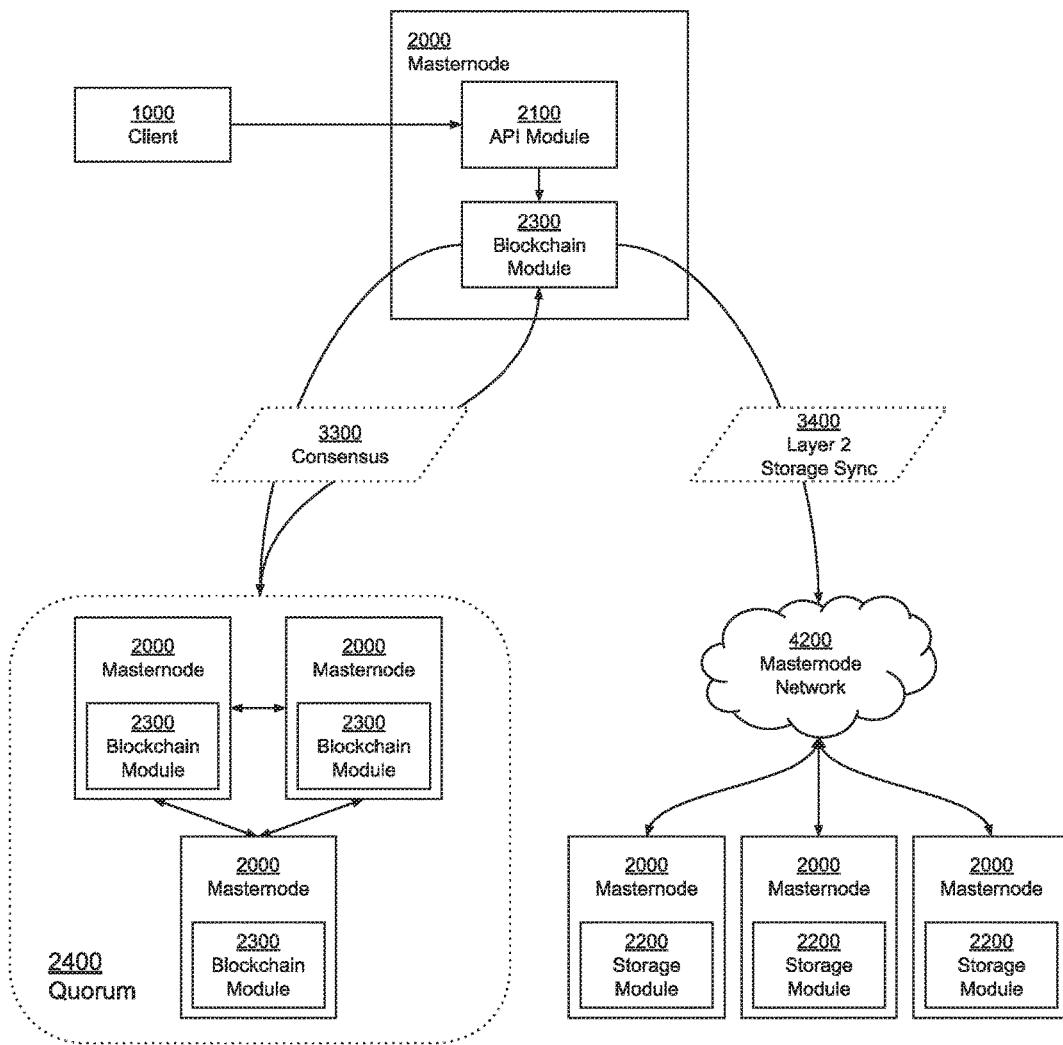 2000
Masternode
1000
Client
2100
API Module
2300
Blockchain
Module
3300
Consensus
3400
Layer 2
Storage Sync
2000
Masternode
2300
Blockchain
Module
2000
Masternode
2300
Blockchain
Module
2000
Masternode
2300
Blockchain
Module
2400
Quorum
4200
Masternode
Network
2000
Masternode
2200
Storage
Module
2000
Masternode
2200
Storage
Module
2000
Masternode
2200
Storage
Module